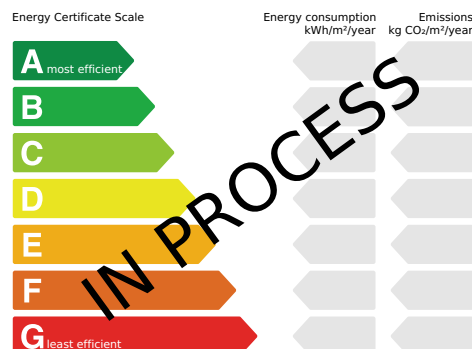 Energy Certificate Scale
Energy consumption
kWh/m²/year
Emissions
kg CO₂/m²/year
A most efficient
B
C
D
E
F
G least efficient
IN PROCESS